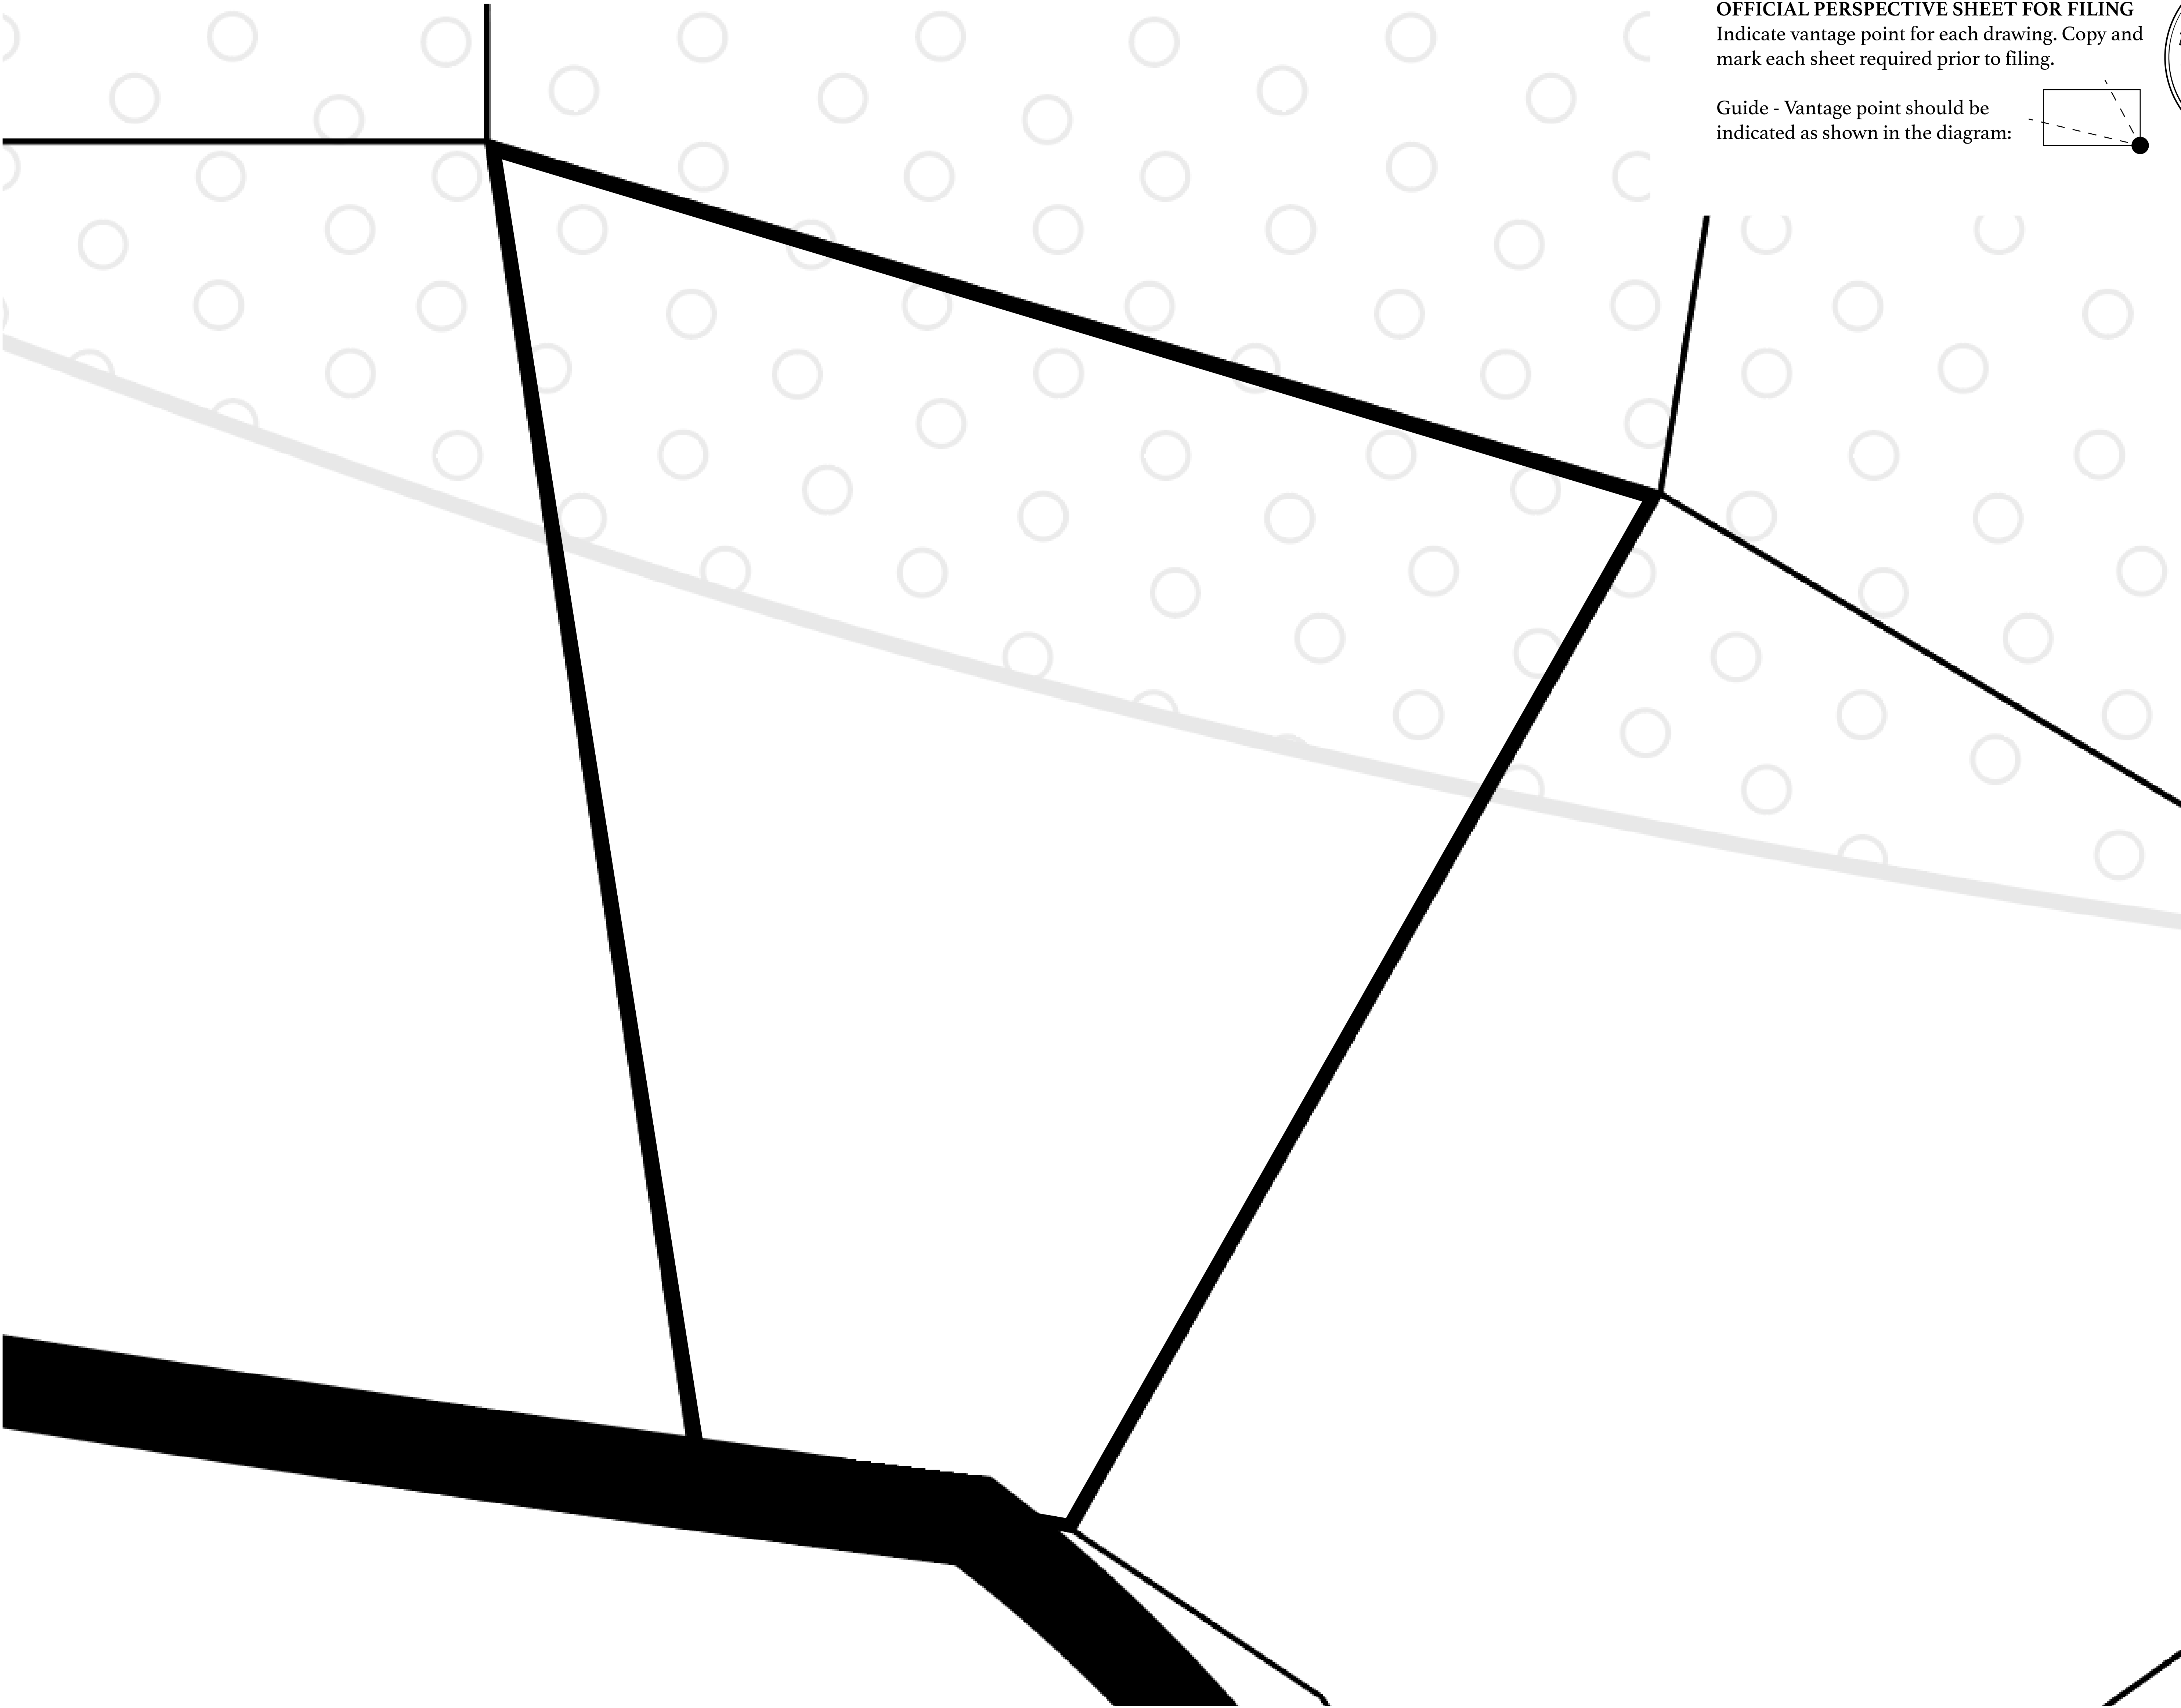 OFFICIAL PERSPECTIVE SHEET FOR FILING
Indicate vantage point for each drawing. Copy and
mark each sheet required prior to filing.
Guide - Vantage point should be
indicated as shown in the diagram: